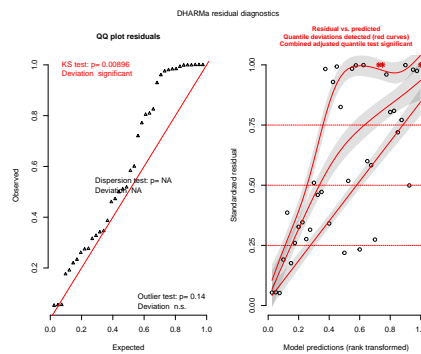 DHARMa residual diagnostics
QQ plot residuals
KS test: p= 0.00896
Deviation significant
Dispersion test: p= NA
Deviation NA
Outlier test: p= 0.14
Deviation n.s.
Observed
1.0
0.8
0.6
0.4
0.2
0.0 0.2 0.4 0.6 0.8 1.0
Expected
Residual vs. predicted
Quantile deviations detected (red curves)
Combined adjusted quantile test significant
Standardized residual
1.00
0.75
0.50
0.25
0.00
0.0 0.2 0.4 0.6 0.8 1.0
Model predictions (rank transformed)